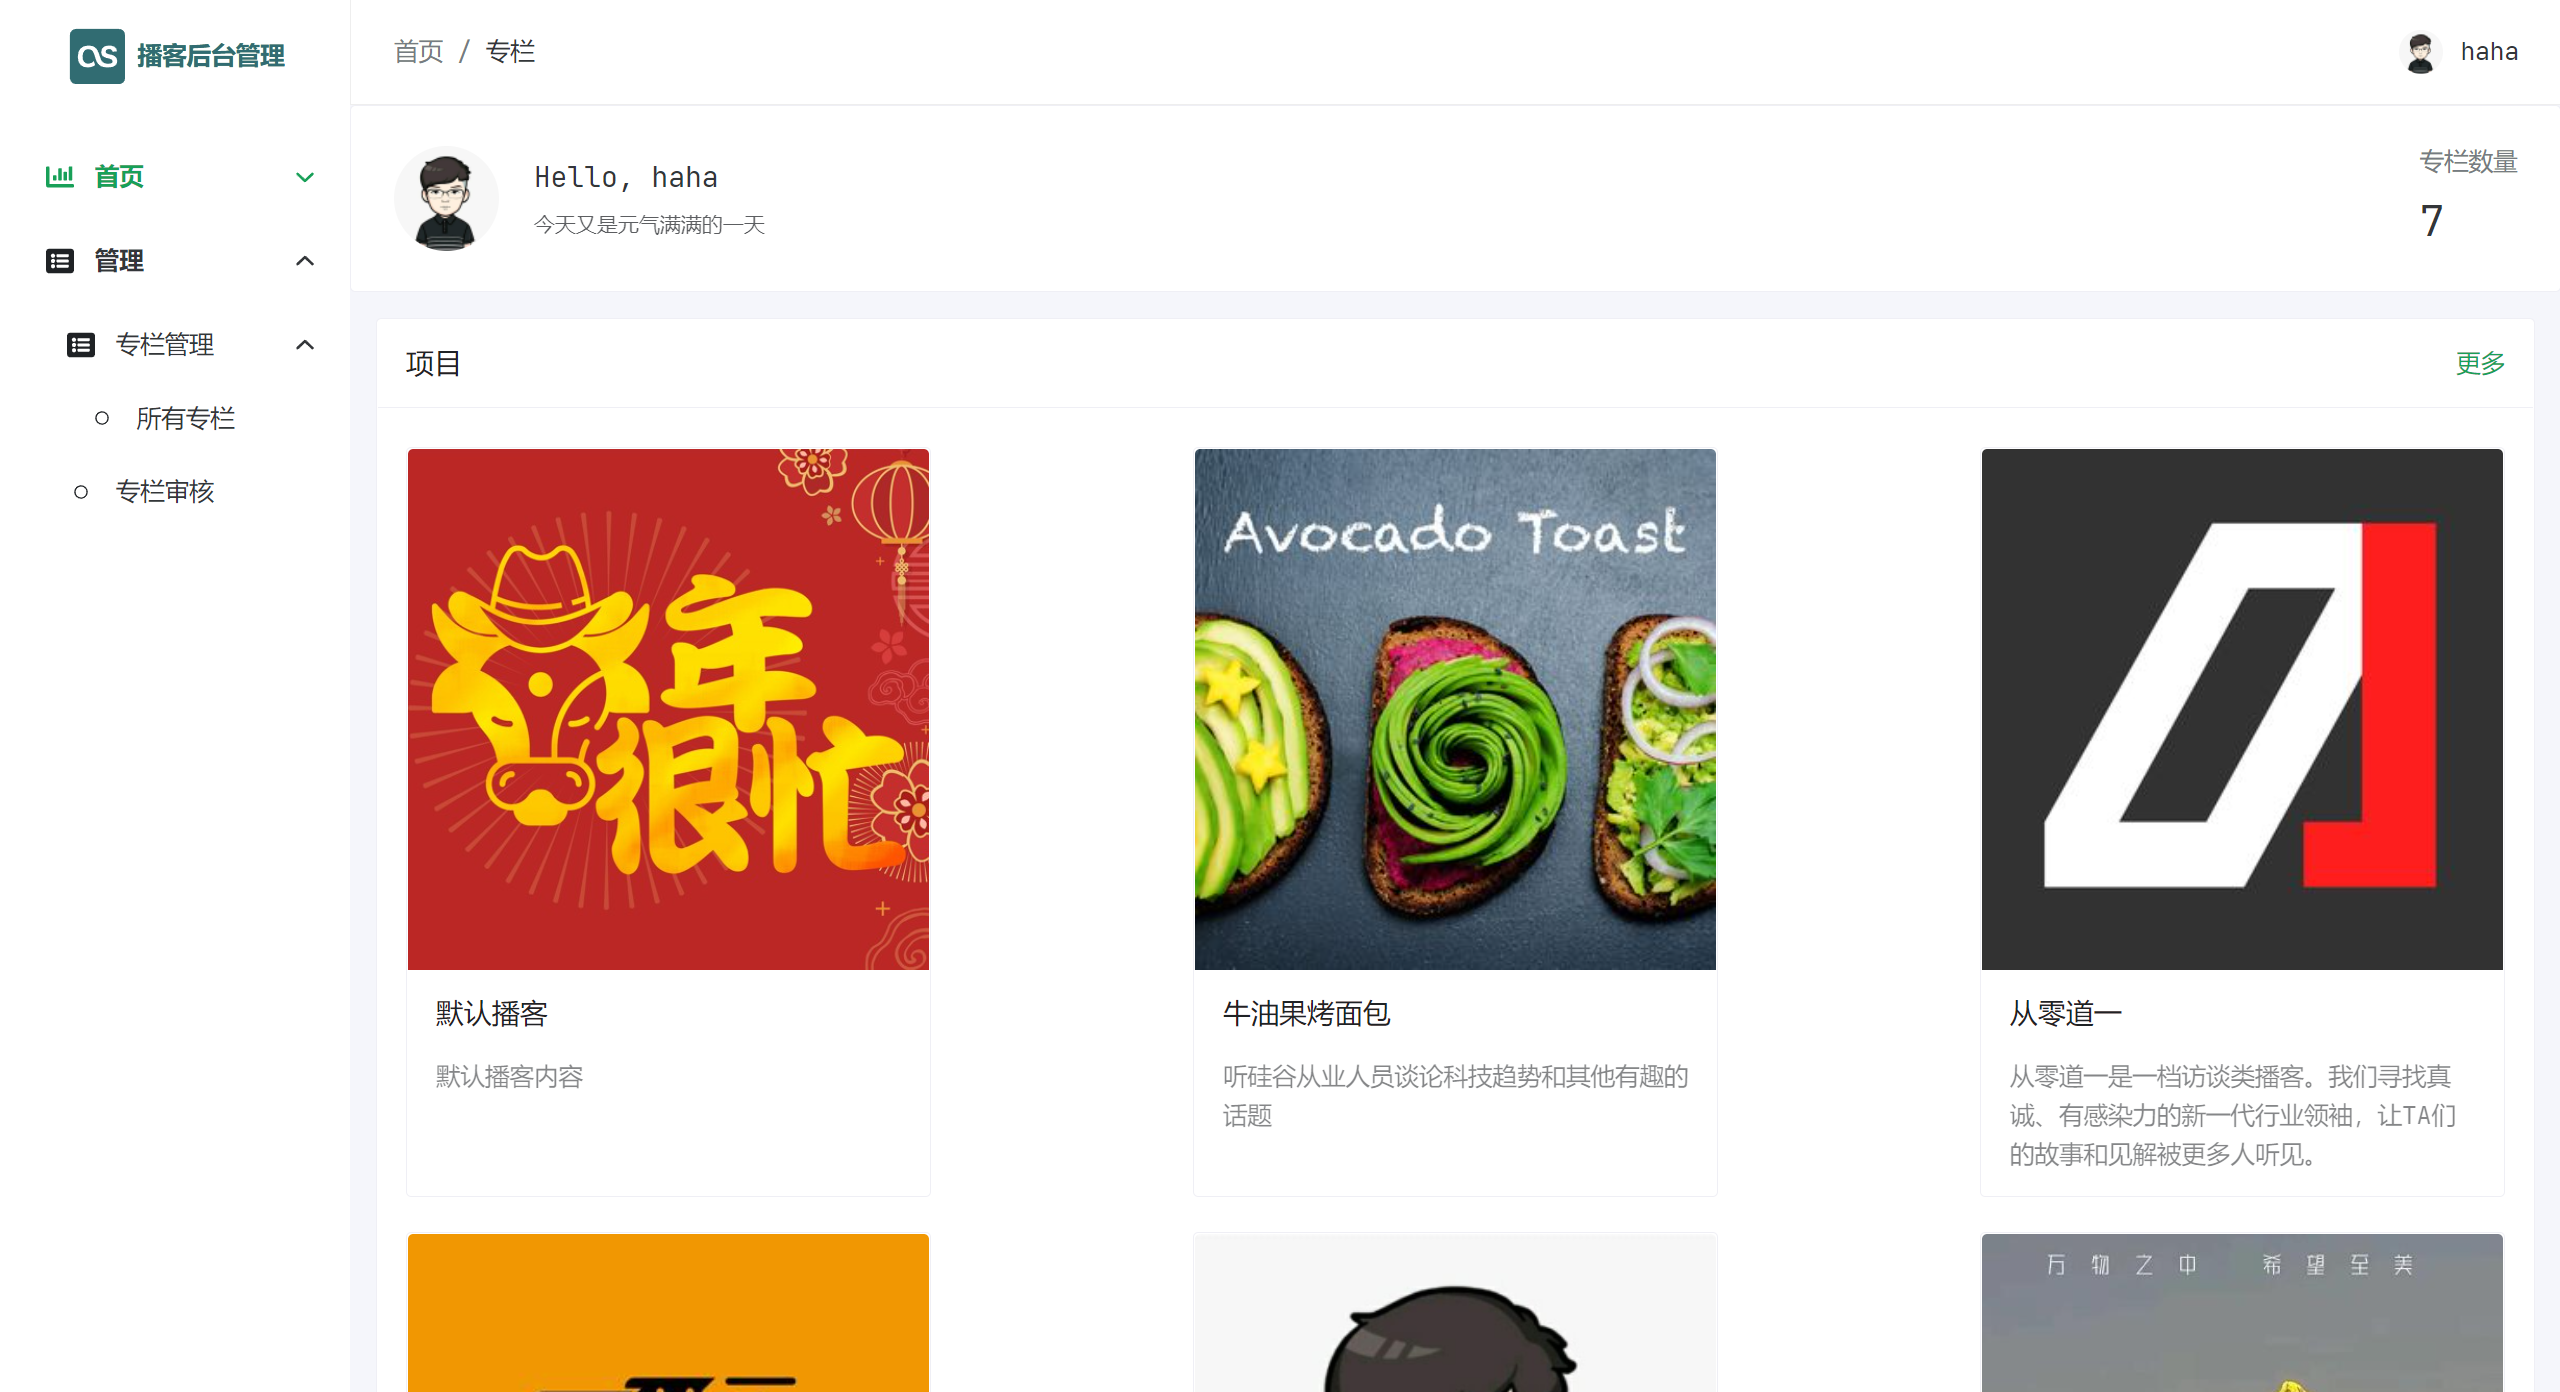 播客后台管理
首页 / 专栏
haha
首页
管理
专栏管理
所有专栏
专栏审核
Hello, haha
今天又是元气满满的一天
专栏数量
7
项目
更多
年
很忙
Avocado Toast
默认播客
默认播客内容
牛油果烤面包
听硅谷从业人员谈论科技趋势和其他有趣的
话题
从零道一
从零道一是一档访谈类播客。我们寻找真
诚、有感染力的新一代行业领袖，让TA们
的故事和见解被更多人听见。
万物之中 希望至美